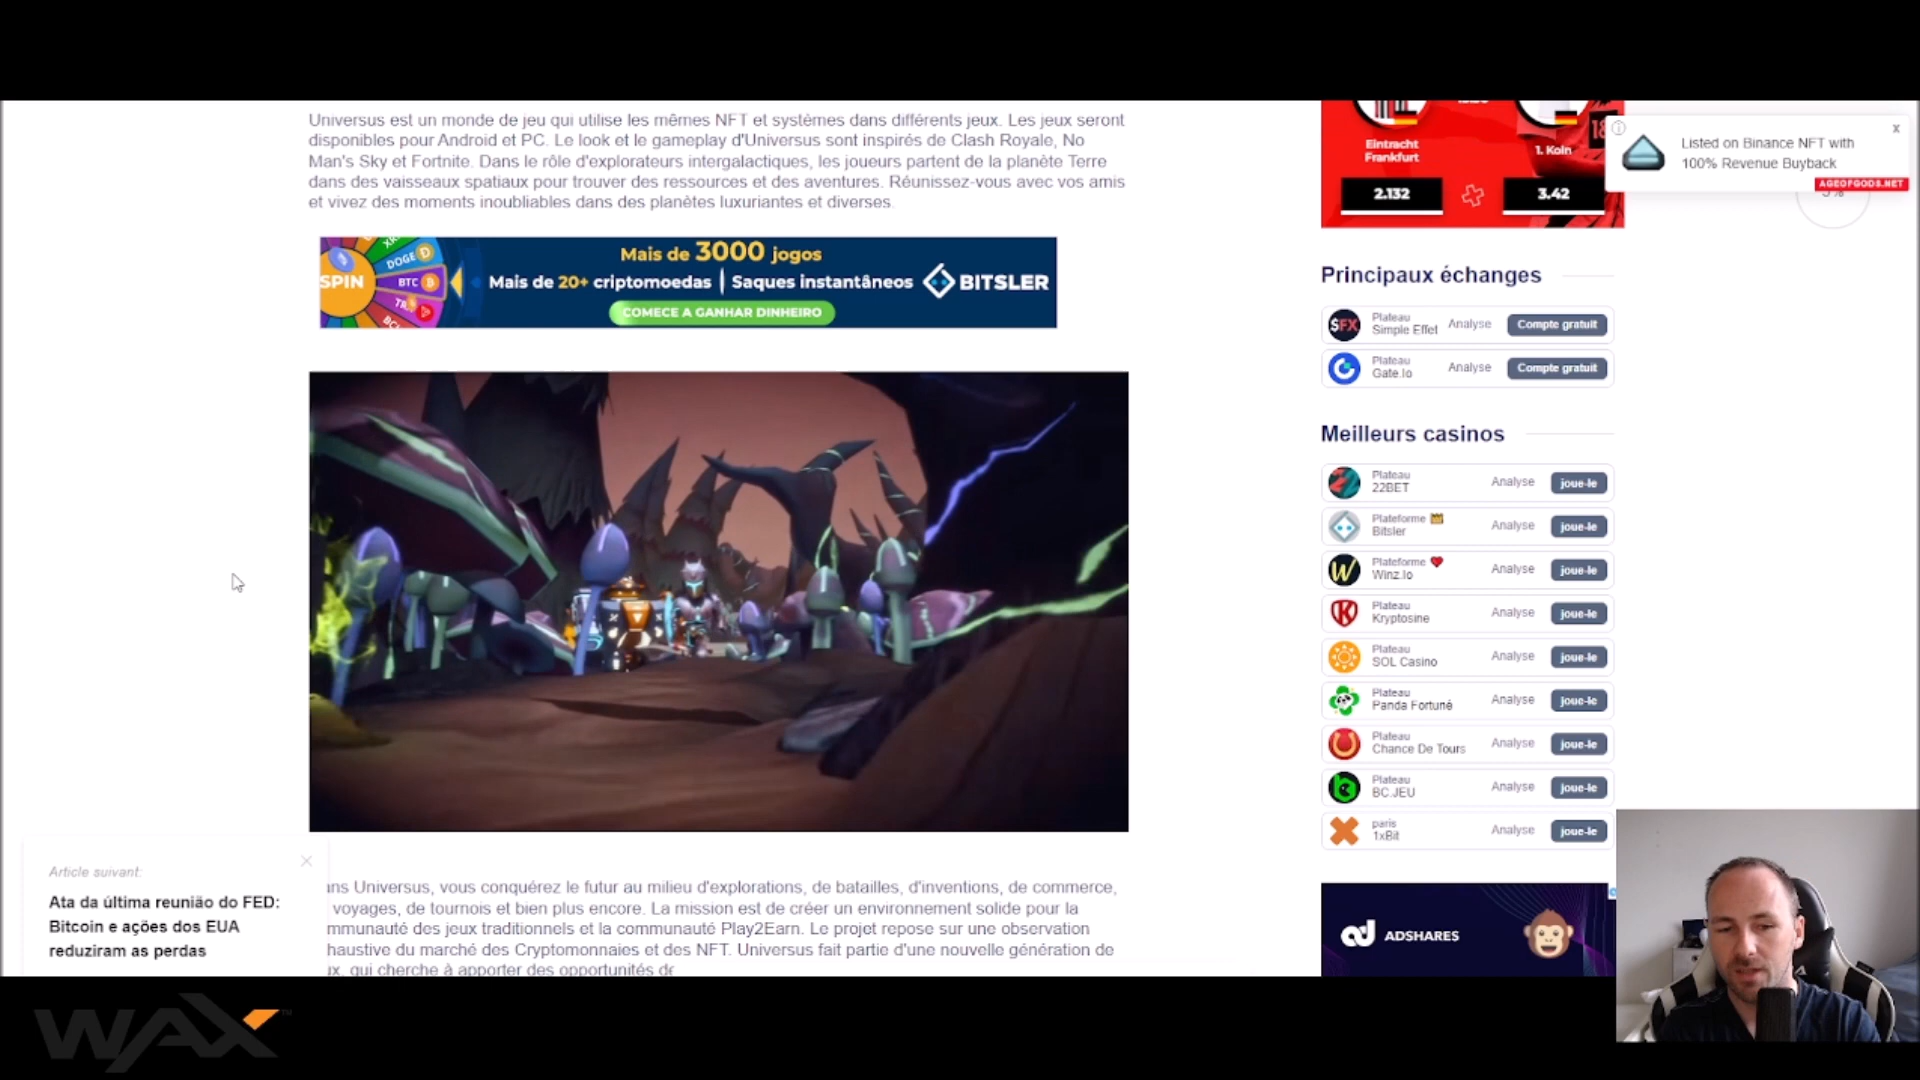 Universus est un monde de jeu qui utilise les mêmes NFT et systèmes dans différents jeux. Les jeux seront
disponibles pour Android et PC. Le look et le gameplay d'Universus sont inspirés de Clash Royale, No
Man's Sky et Fortnite. Dans le rôle d'explorateurs intergalactiques, les joueurs partent de la planète Terre
dans des vaisseaux spatiaux pour trouver des ressources et des aventures. Réunissez-vous avec vos amis
et vivez des moments inoubliables dans des planètes luxuriantes et diverses.
SPIN
DOGE
BTC
Mais de 3000 jogos
Mais de 20+ criptomoedas | Saques instantâneos
COMECE A GANHAR DINHEIRO
BITSLER
Eintracht
Frankfurt
1. Koln
2.132
3.42
18
Listed on Binance NFT with
100% Revenue Buyback
x
AGEOFGODS.NET
Principaux échanges
$FX
Plateau
Simple Effet
Analyse
Compte gratuit
Plateau
Gate.Io
Analyse
Compte gratuit
Meilleurs casinos
Plateau
22BET
Analyse
joue-le
Plateforme
Bitsler
Analyse
joue-le
Plateforme
Winz.Io
Analyse
joue-le
Plateau
Kryptosine
Analyse
joue-le
Plateau
SOL Casino
Analyse
joue-le
Plateau
Panda Fortuné
Analyse
joue-le
Plateau
Chance De Tours
Analyse
joue-le
Plateau
BC.JEU
Analyse
joue-le
paris
1xBit
Analyse
joue-le
ADSHARES
Article suivant:
Ata da última reunião do FED:
Bitcoin e ações dos EUA
reduziram as perdas
ans Universus, vous conquérez le futur au milieu d'explorations, de batailles, d'inventions, de commerce,
voyages, de tournois et bien plus encore. La mission est de créer un environnement solide pour la
mmunauté des jeux traditionnels et la communauté Play2Earn. Le projet repose sur une observation
haustive du marché des Cryptomonnaies et des NFT. Universus fait partie d'une nouvelle génération de
ux, qui cherche à apporter des opportunités de
WAX